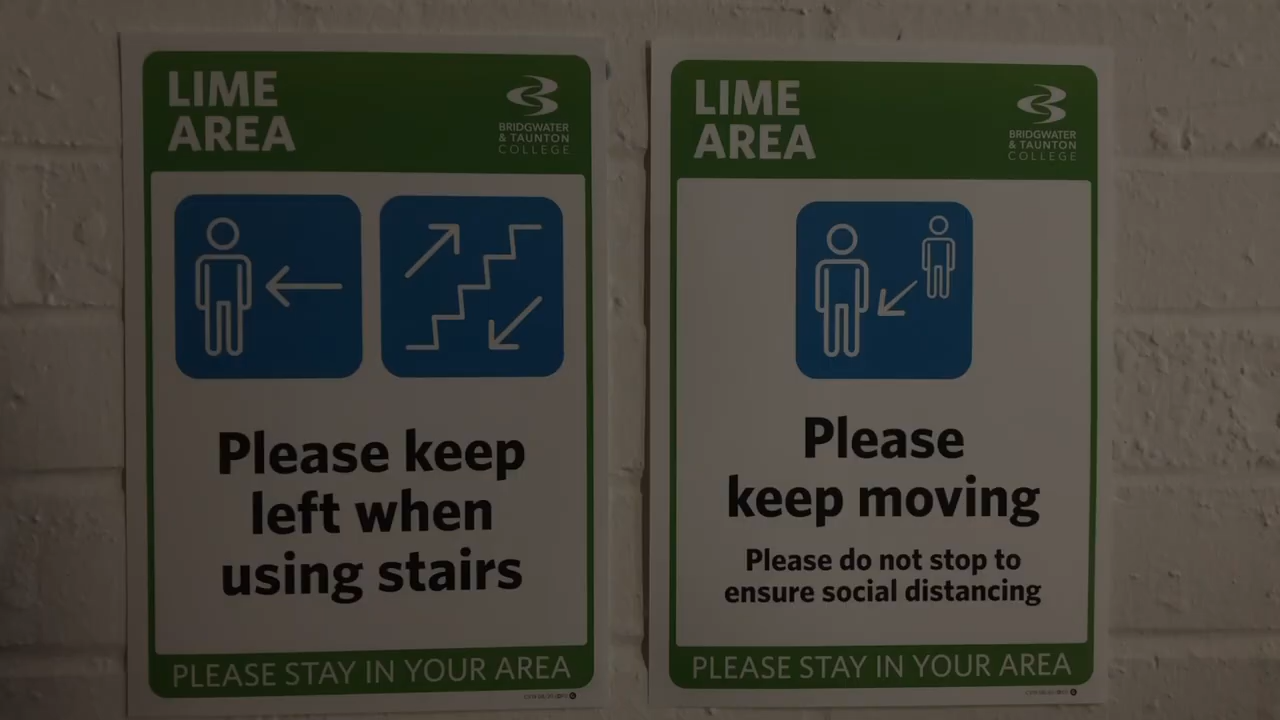 LIME
AREA
BRIDGWATER
& TAUNTON
COLLEGE
Please keep
left when
using stairs
PLEASE STAY IN YOUR AREA
LIME
AREA
BRIDGWATER
& TAUNTON
COLLEGE
Please
keep moving
Please do not stop to
ensure social distancing
PLEASE STAY IN YOUR AREA